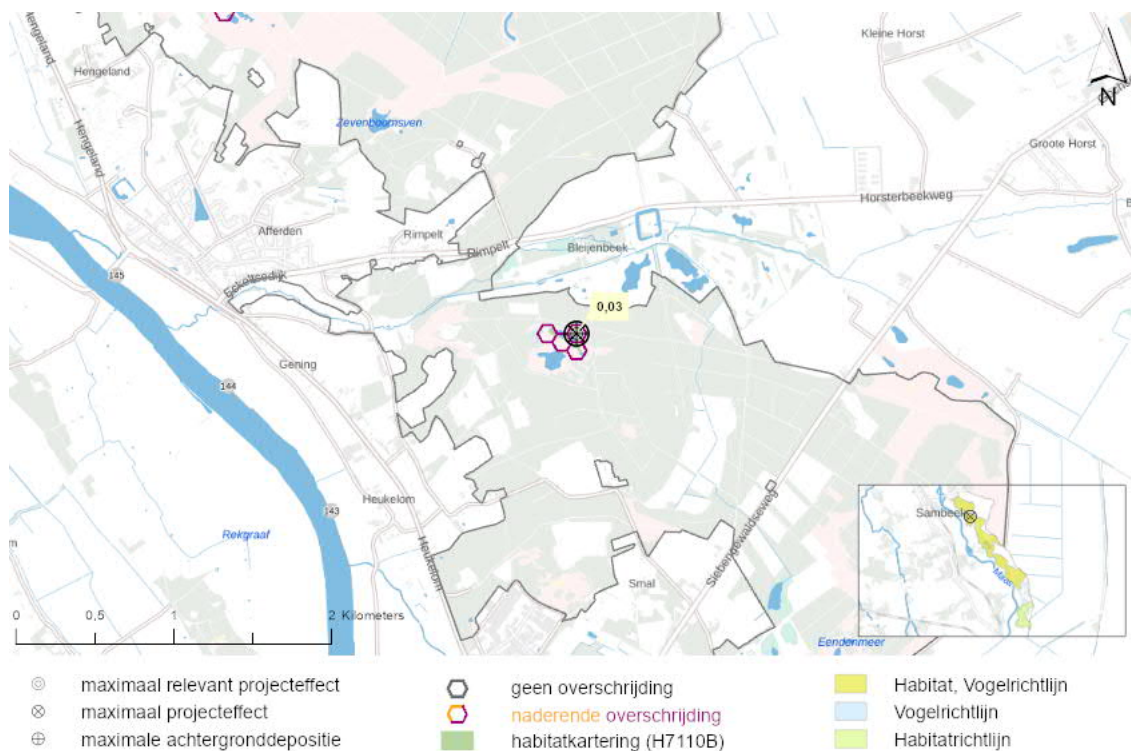 Hengeland
Hengeland
Zevenboomsven
Kleine Horst
N
Groote Horst
Horsterbeekweg
Afferden
Rimpelt
Rimpelt
Bleijenbeek
145
Eckeltsedijk
0,03
Gening
144
Heukelom
143
Rekgraaf
Heukelom
Smal
Siebengewaldseweg
Sambeek
Maas
Eendenmeer
0 0,5 1 2 Kilometers
maximaal relevant projecteffect
maximaal projecteffect
maximale achtergronddepositie
geen overschrijding
naderende overschrijding
habitatkartering (H7110B)
Habitat, Vogelrichtlijn
Vogelrichtlijn
Habitatrichtlijn